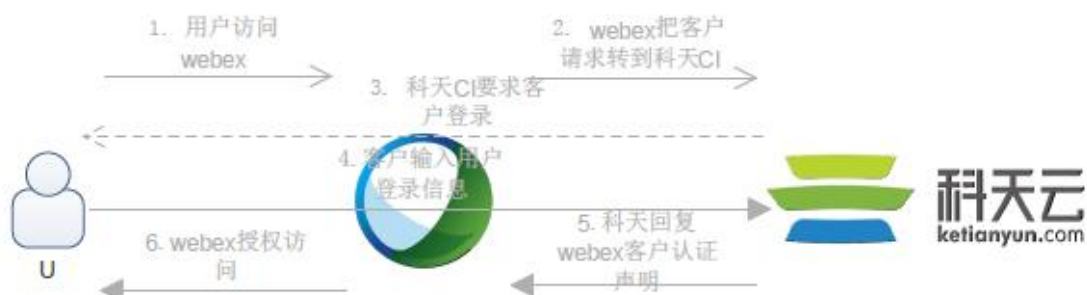 1. 用户访问
webex
2. webex把客户
请求转到科天CI
3. 科天CI要求客
户登录
4. 客户输入用户
登录信息
5. 科天回复
webex客户认证
声明
6. webex授权访
问
U
科天云
ketianyun.com